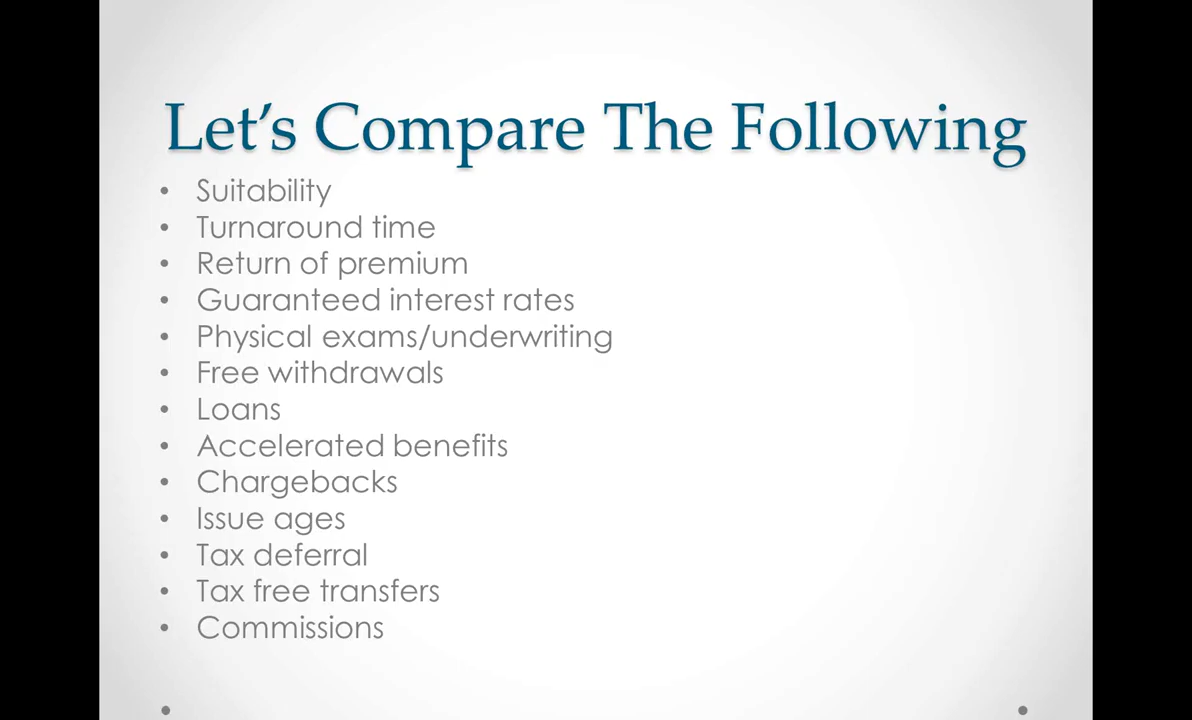 Let's Compare The Following
• Suitability
• Turnaround time
• Return of premium
• Guaranteed interest rates
• Physical exams/underwriting
• Free withdrawals
• Loans
• Accelerated benefits
• Chargebacks
• Issue ages
• Tax deferral
• Tax free transfers
• Commissions